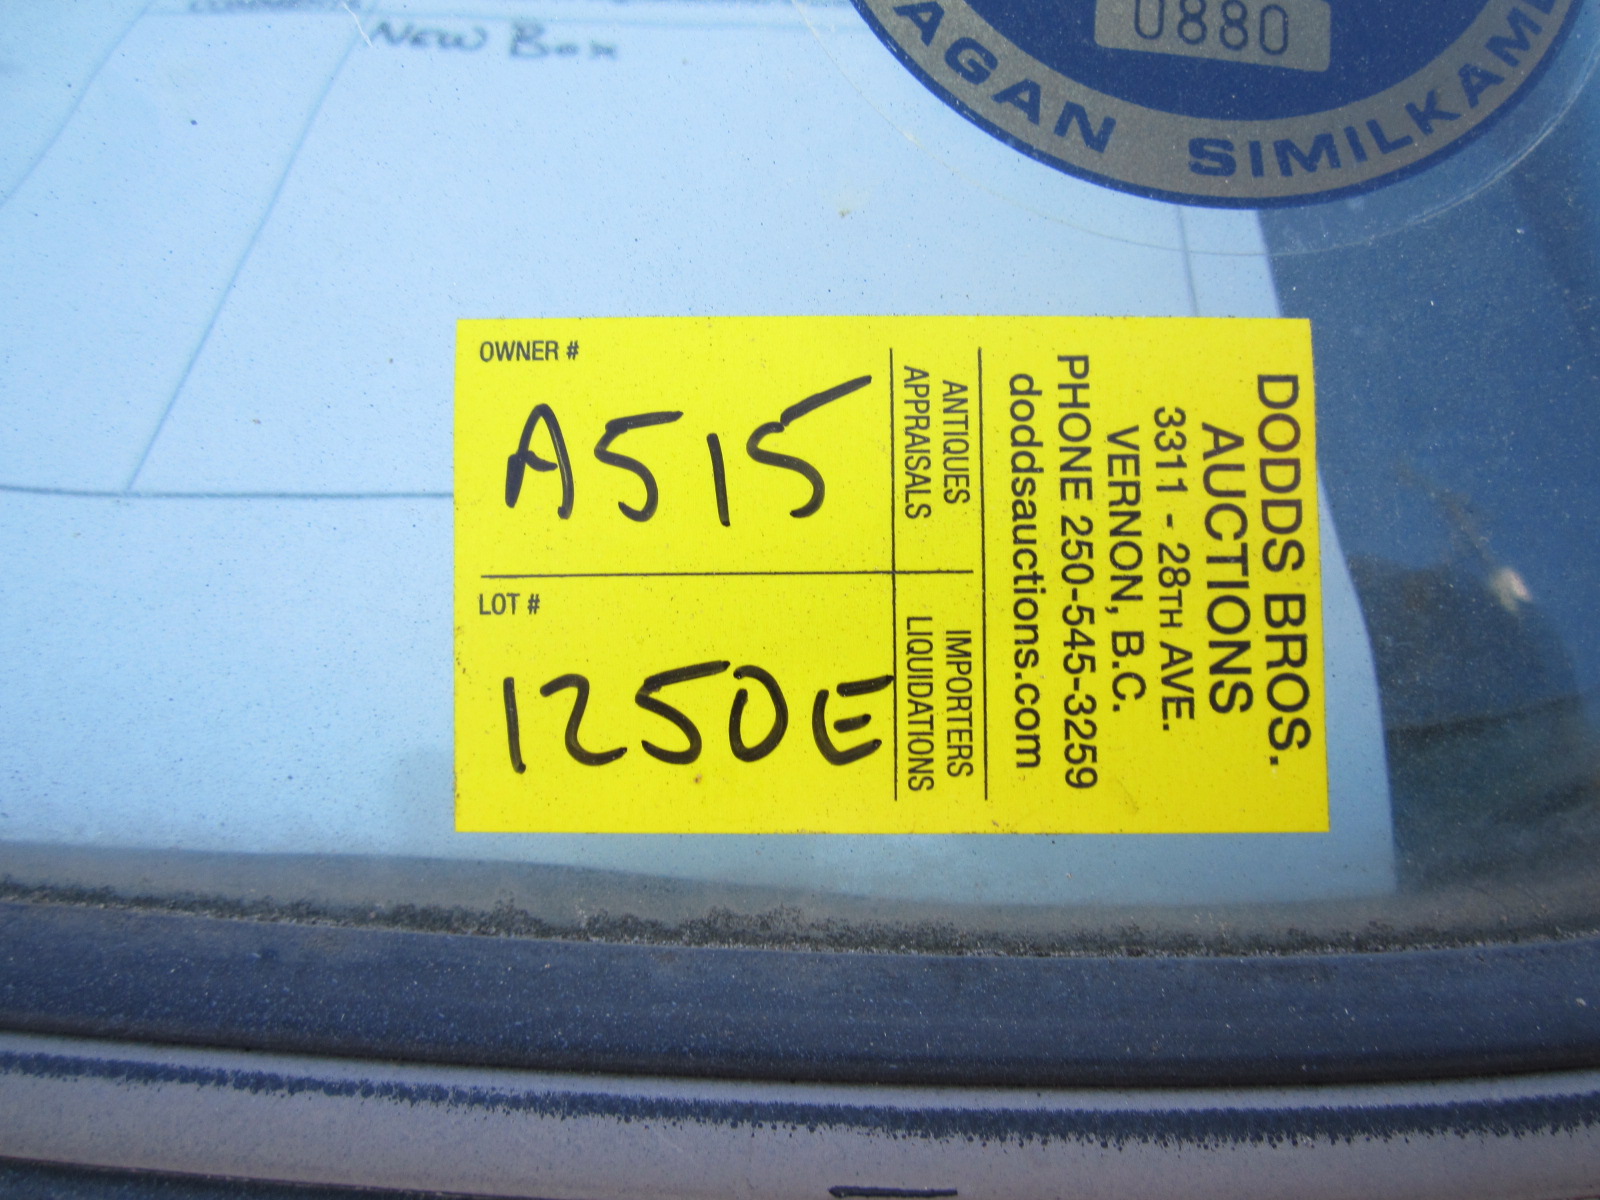 New Box
0880
AGAN SIMILKAM
OWNER #
A515
LOT #
1250E
DODDS BROS.
AUCTIONS
3311 - 28TH AVE.
VERNON, B.C.
PHONE 250-545-3259
doddsauctions.com
ANTIQUES
APPRAISALS
IMPORTERS
LIQUIDATIONS